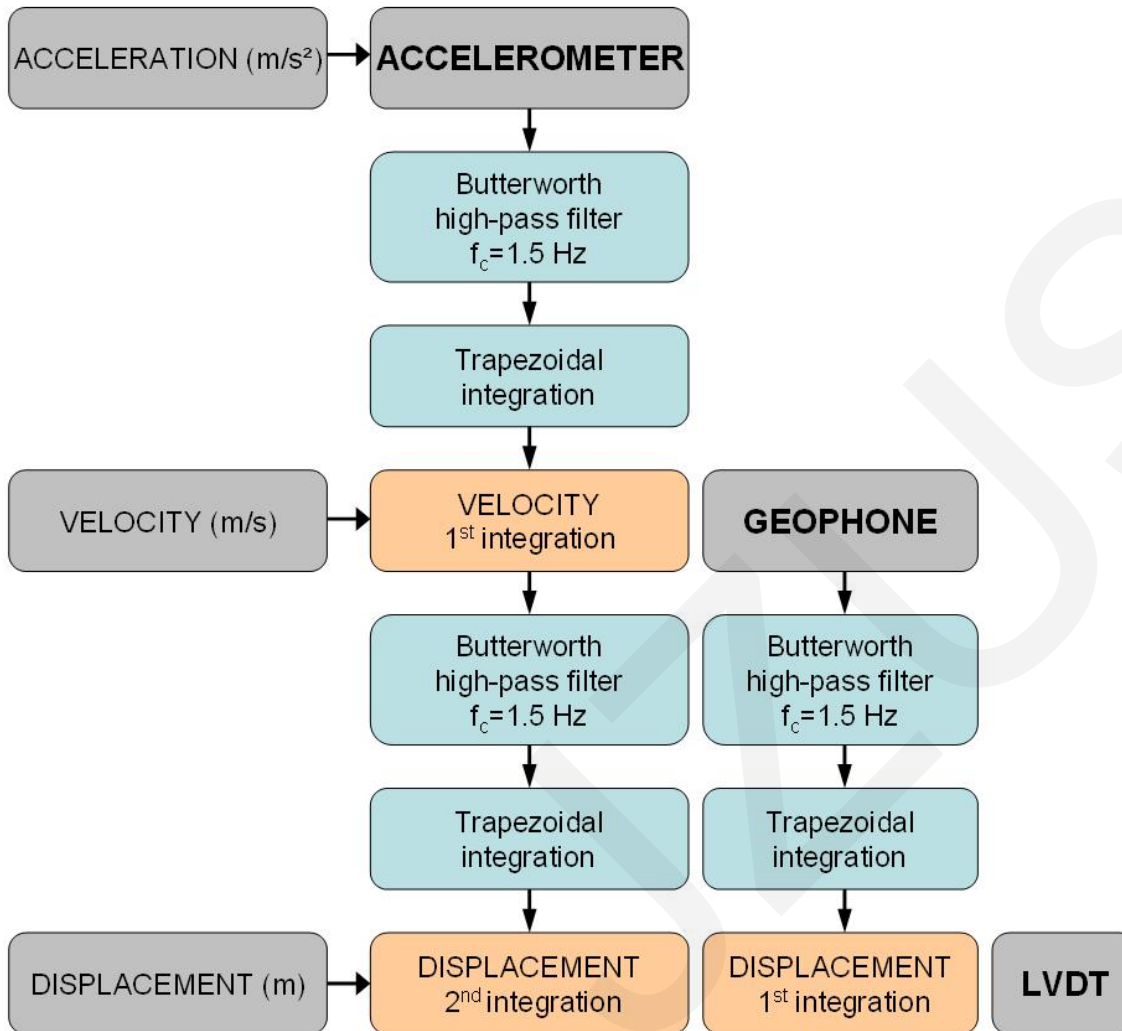 ACCELERATION (m/s²)
ACCELEROMETER
Butterworth
high-pass filter
fc=1.5 Hz
Trapezoidal
integration
VELOCITY (m/s)
VELOCITY
1st integration
GEOPHONE
Butterworth
high-pass filter
fc=1.5 Hz
Butterworth
high-pass filter
fc=1.5 Hz
Trapezoidal
integration
Trapezoidal
integration
DISPLACEMENT (m)
DISPLACEMENT
2nd integration
DISPLACEMENT
1st integration
LVDT
JZUS